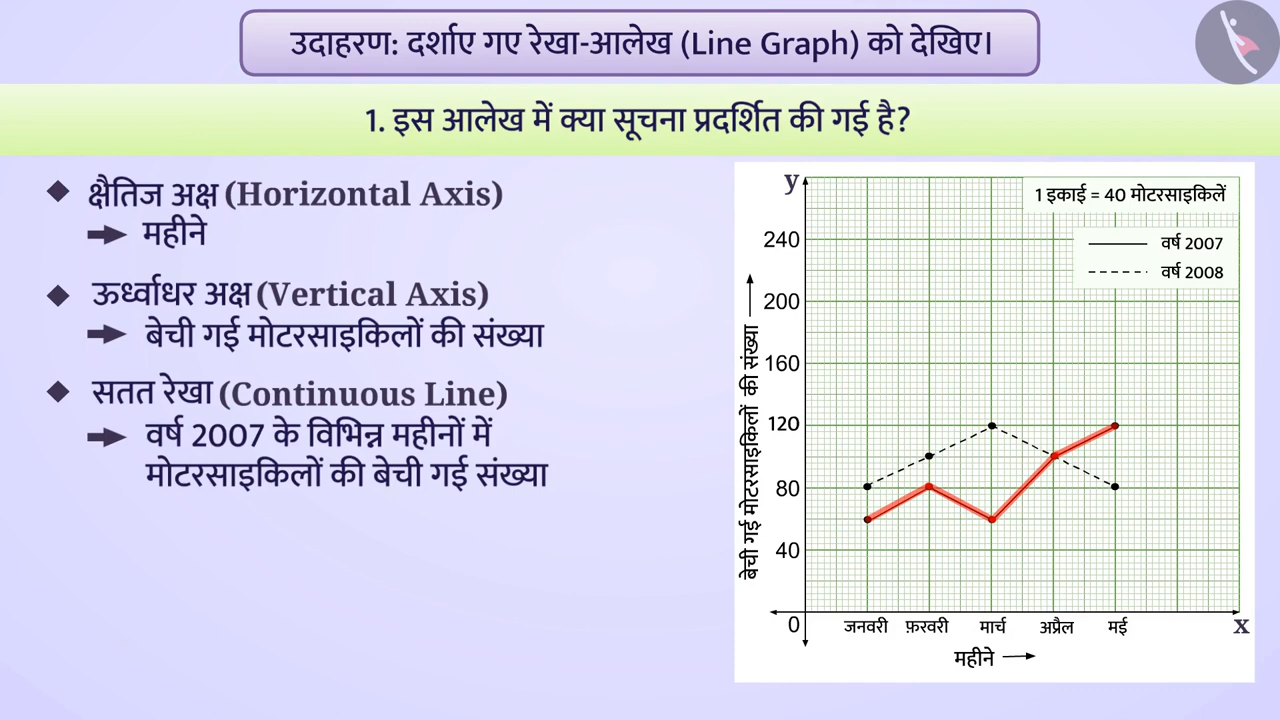 उदाहरण: दर्शाए गए रेखा-आलेख (Line Graph) को देखिए।
1. इस आलेख में क्या सूचना प्रदर्शित की गई है?
क्षैतिज अक्ष (Horizontal Axis)
महीने
ऊर्ध्वाधर अक्ष (Vertical Axis)
बेची गई मोटरसाइकिलों की संख्या
सतत रेखा (Continuous Line)
वर्ष 2007 के विभिन्न महीनों में
मोटरसाइकिलों की बेची गई संख्या
y
1 इकाई = 40 मोटरसाइकिलें
वर्ष 2007
वर्ष 2008
240
200
160
120
80
40
0
बेची गई मोटरसाइकिलों की संख्या
जनवरी फ़रवरी मार्च अप्रैल मई
x
महीने